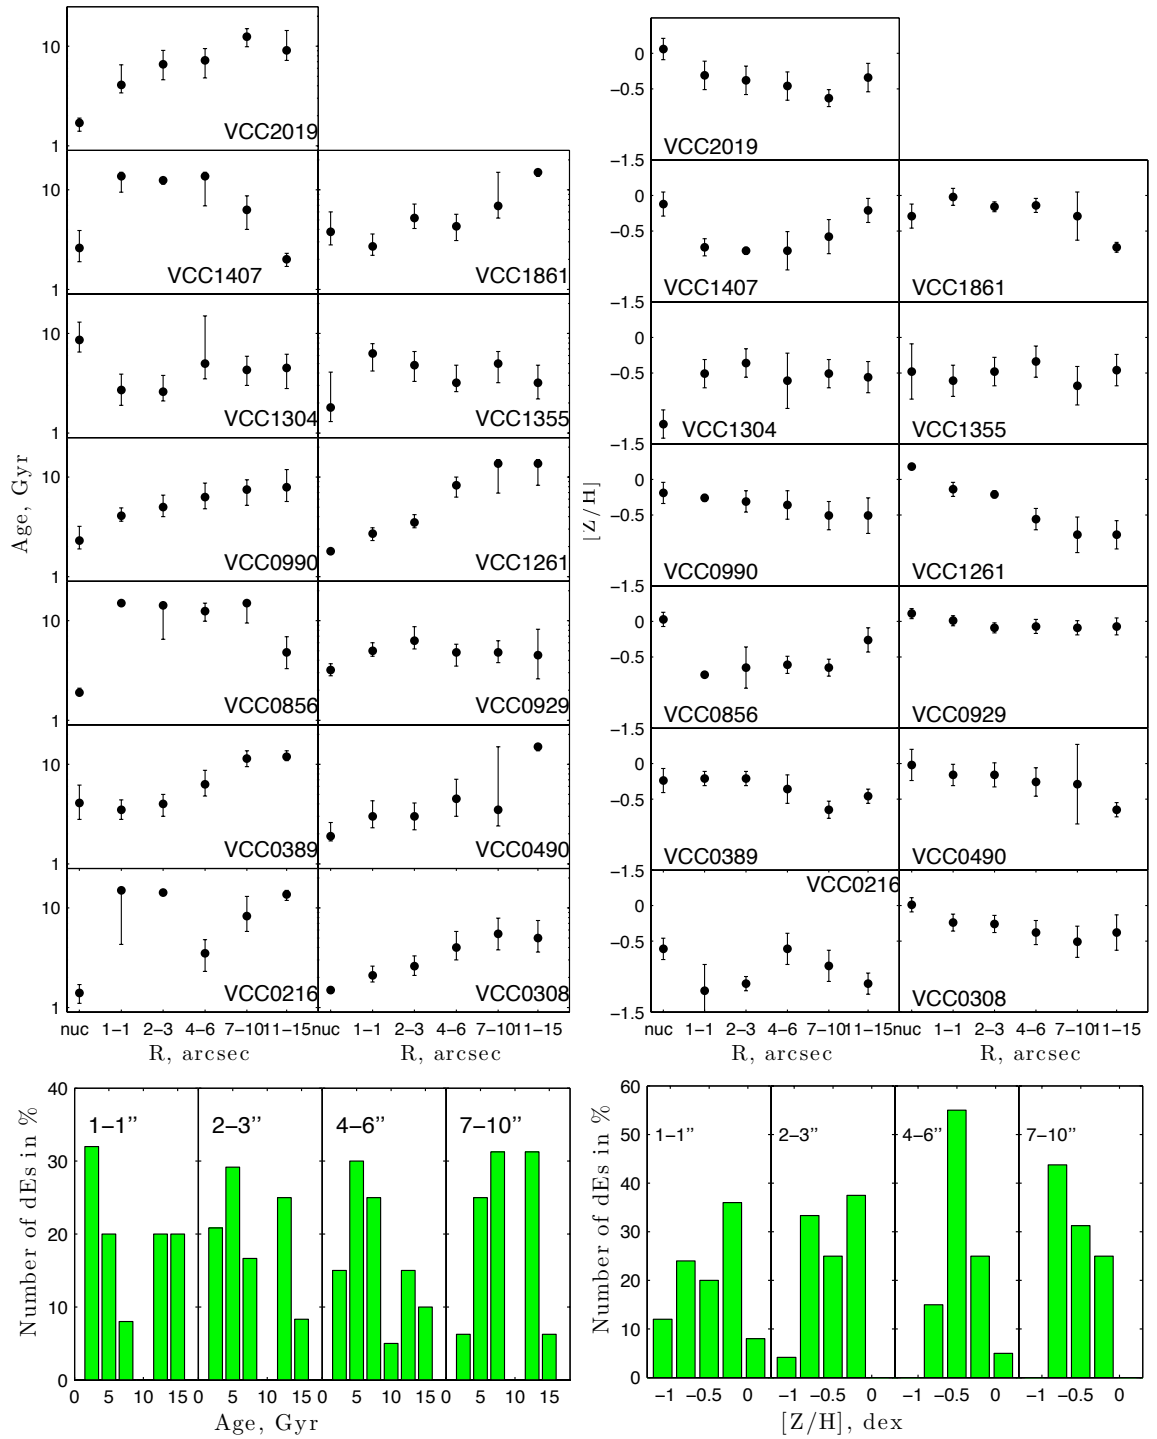 10
1
VCC2019
0
−0.5
−1.5
VCC2019
10
1
VCC1407
VCC1861
0
−0.5
−1.5
VCC1407
VCC1861
10
1
VCC1304
VCC1355
0
−0.5
−1.5
VCC1304
VCC1355
Age, Gyr
10
1
VCC0990
VCC1261
[Z/H]
0
−0.5
−1.5
VCC0990
VCC1261
10
1
VCC0856
VCC0929
0
−0.5
−1.5
VCC0856
VCC0929
10
1
VCC0389
VCC0490
0
−0.5
−1.5
VCC0389
VCC0490
10
1
VCC0216
VCC0308
VCC0216
0
−0.5
−1.5
VCC0308
nuc 1−1 2−3 4−6 7−10 11−15 nuc 1−1 2−3 4−6 7−10 11−15
R, arcsec R, arcsec
nuc 1−1 2−3 4−6 7−10 11−15 nuc 1−1 2−3 4−6 7−10 11−15
R, arcsec R, arcsec
Number of dEs in %
40
30
20
10
0
1−1’’ 2−3’’ 4−6’’ 7−10’’
0 5 10 15 0 5 10 15 0 5 10 15 0 5 10 15
Age, Gyr
Number of dEs in %
60
50
40
30
20
10
0
1−1’’ 2−3’’ 4−6’’ 7−10’’
−1 −0.5 0 −1 −0.5 0 −1 −0.5 0 −1 −0.5 0
[Z/H], dex